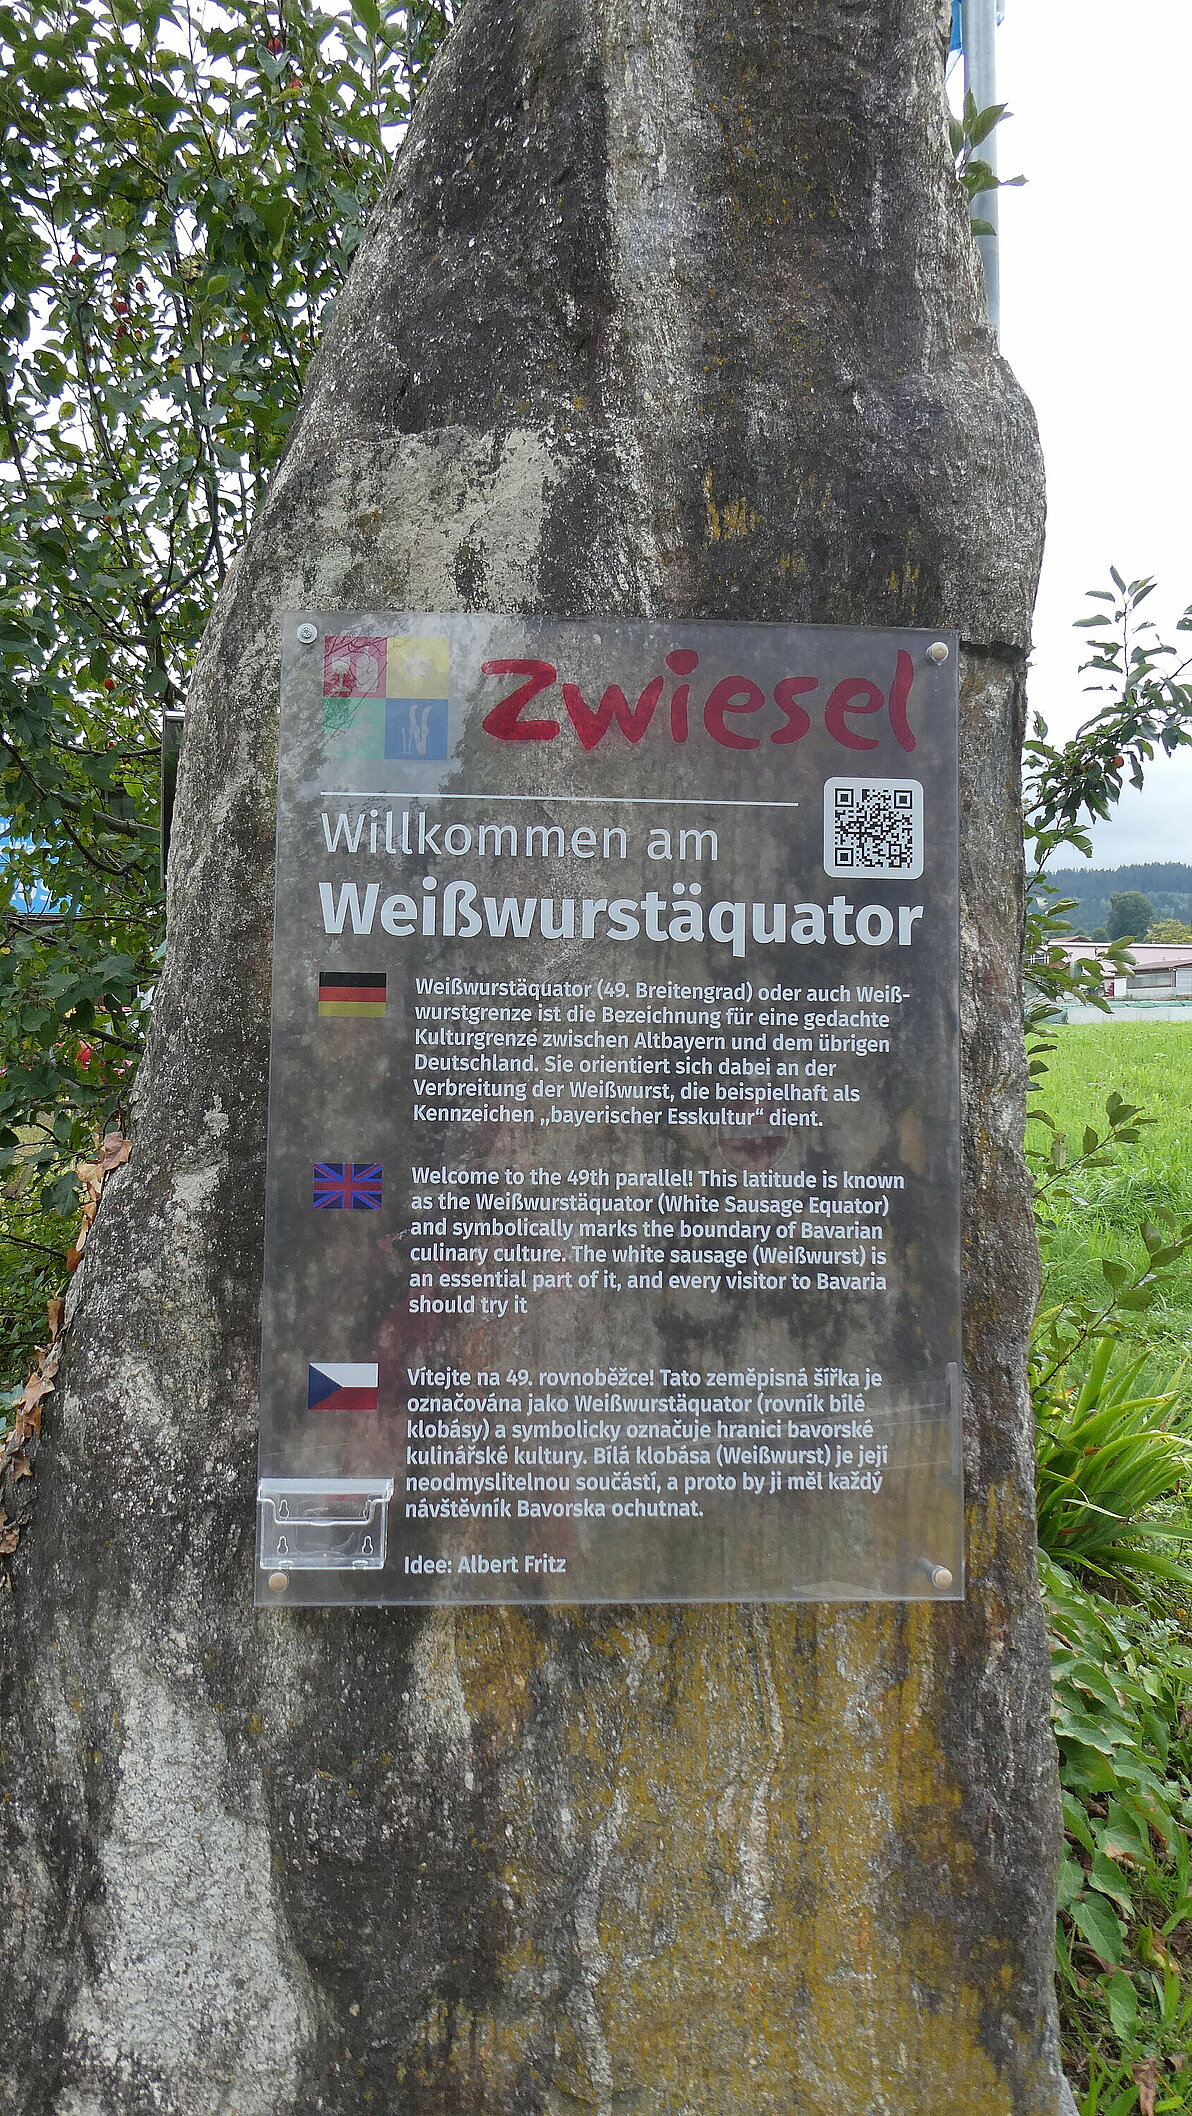 Zwiesel
Willkommen am
Weißwurstäquator
Weißwurstäquator (49. Breitengrad) oder auch Weiß-
wurstgrenze ist die Bezeichnung für eine gedachte
Kulturgrenze zwischen Altbayern und dem übrigen
Deutschland. Sie orientiert sich dabei an der
Verbreitung der Weißwurst, die beispielhaft als
Kennzeichen „bayerischer Esskultur“ dient.
Welcome to the 49th parallel! This latitude is known
as the Weißwurstäquator (White Sausage Equator)
and symbolically marks the boundary of Bavarian
culinary culture. The white sausage (Weißwurst) is
an essential part of it, and every visitor to Bavaria
should try it
Vítejte na 49. rovnoběžce! Tato zeměpisná šířka je
označována jako Weißwurstäquator (rovník bílé
klobásy) a symbolicky označuje hranici bavorské
kulinářské kultury. Bílá klobása (Weißwurst) je její
neodmyslitelnou součástí, a proto by ji měl každý
návštěvník Bavorska ochutnat.
Idee: Albert Fritz